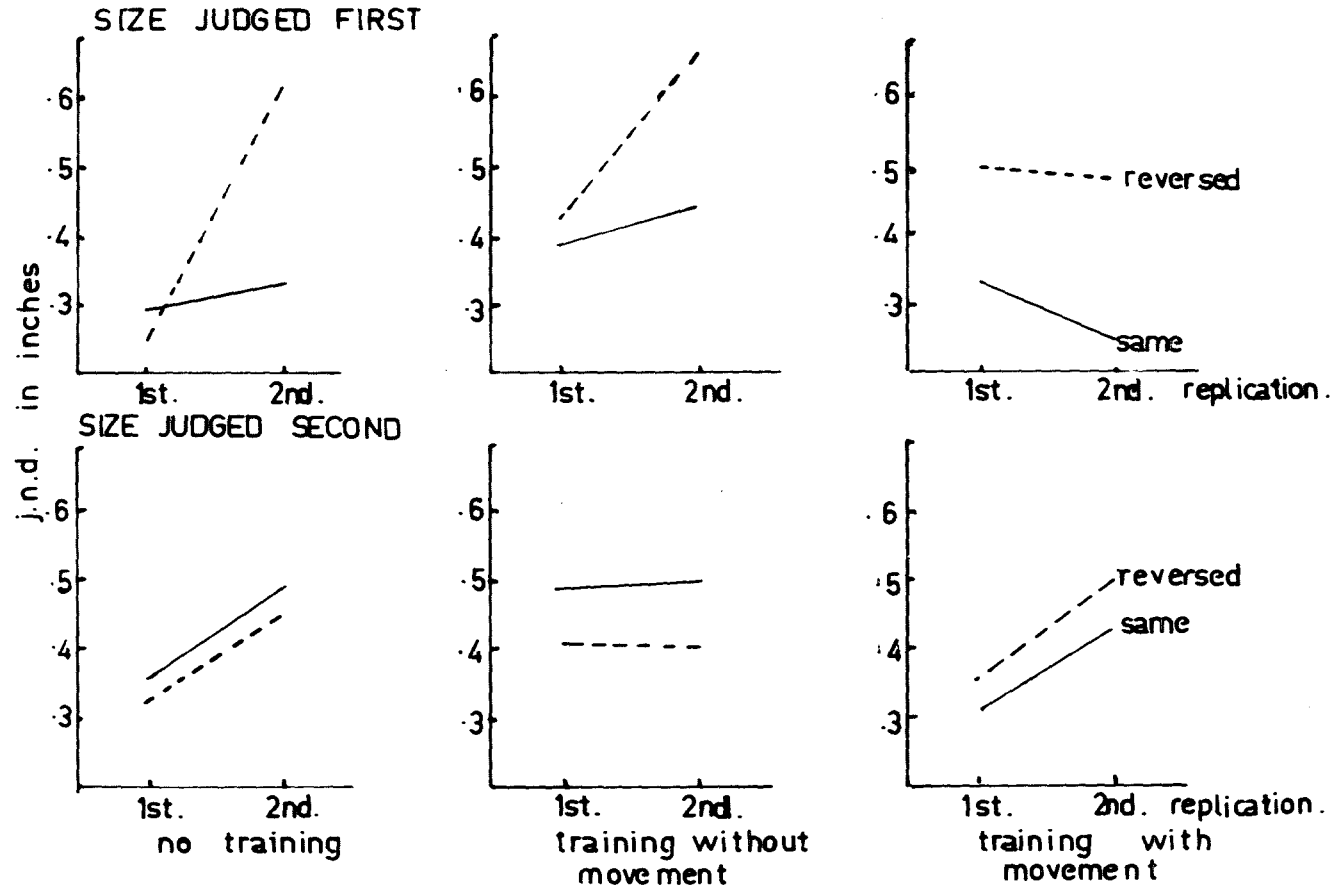 SIZE JUDGED FIRST
.6
.5
.4
.3
1st. 2nd.
.6
.5
.4
.3
1st. 2nd.
.6
.5
.4
.3
reversed
same
1st. 2nd. replication.
j.n.d. in inches
SIZE JUDGED SECOND
.6
.5
.4
.3
1st. 2nd.
no training
.6
.5
.4
.3
1st. 2nd.
training without
movement
.6
.5
.4
.3
reversed
same
1st. 2nd. replication.
training with
movement